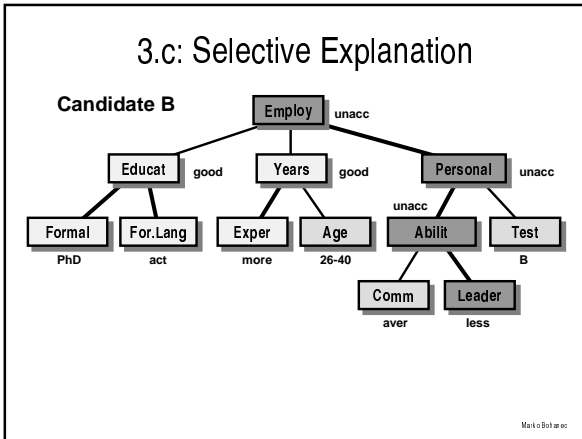 3.c: Selective Explanation
Candidate B
Employ unacc
Educat good Years good Personal unacc
unacc
Formal For.Lang Exper Age Abilit Test
PhD act more 26-40 B
Comm Leader
aver less
Marko Bohanec